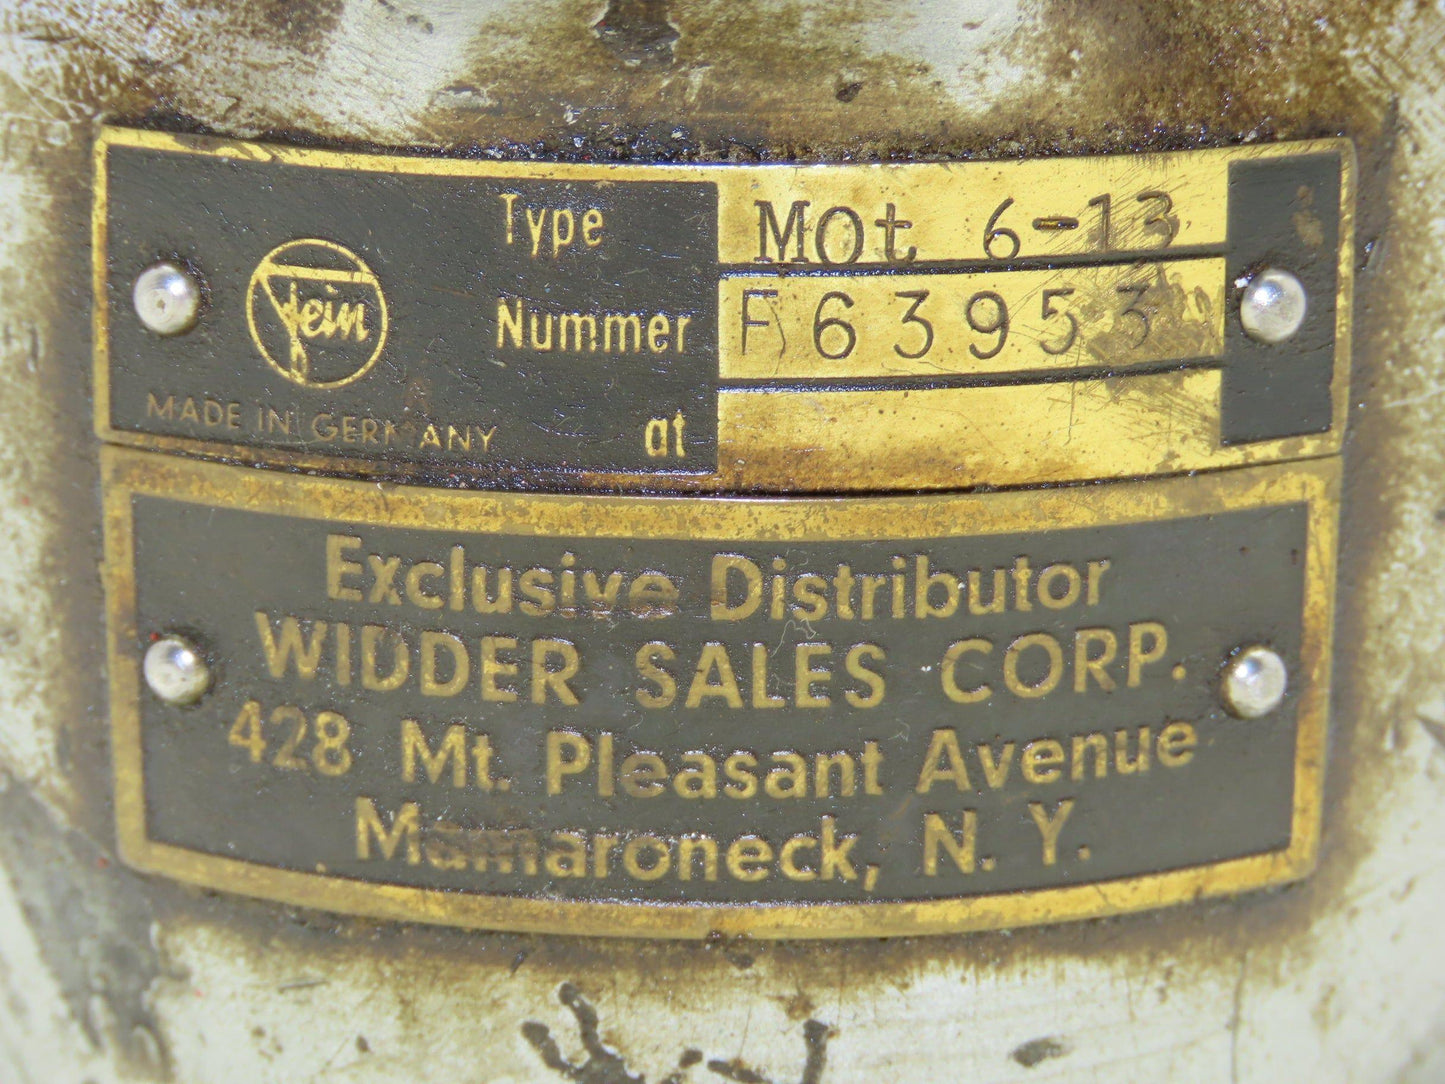 Type Mot 6-13
Fein
Nummer F63953
MADE IN GERMANY
at
Exclusive Distributor
WIDDER SALES CORP.
428 Mt. Pleasant Avenue
Mamaroneck, N. Y.